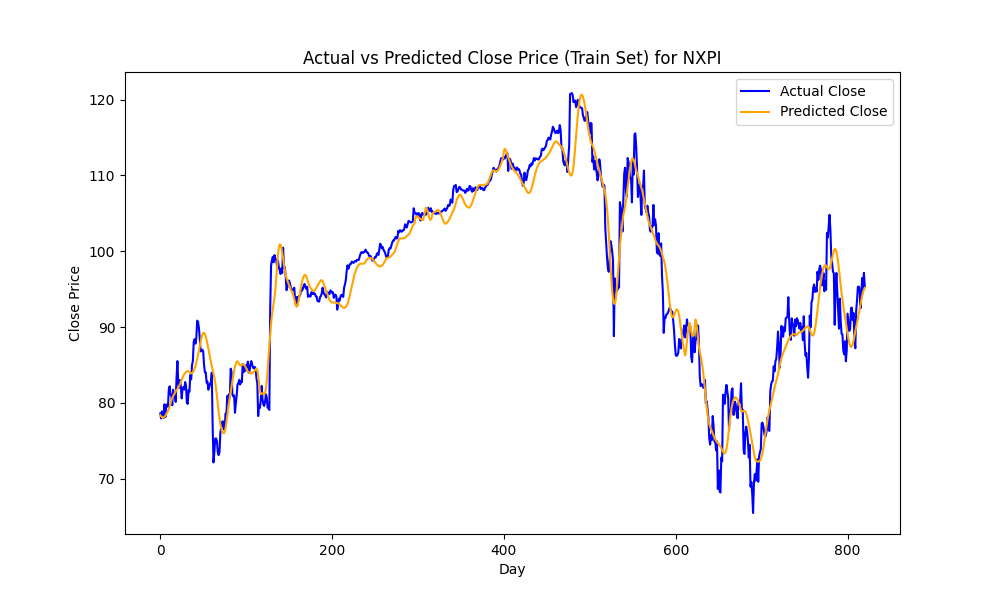 Actual vs Predicted Close Price (Train Set) for NXPI
Actual Close
Predicted Close
Close Price
120
110
100
90
80
70
0 200 400 600 800
Day